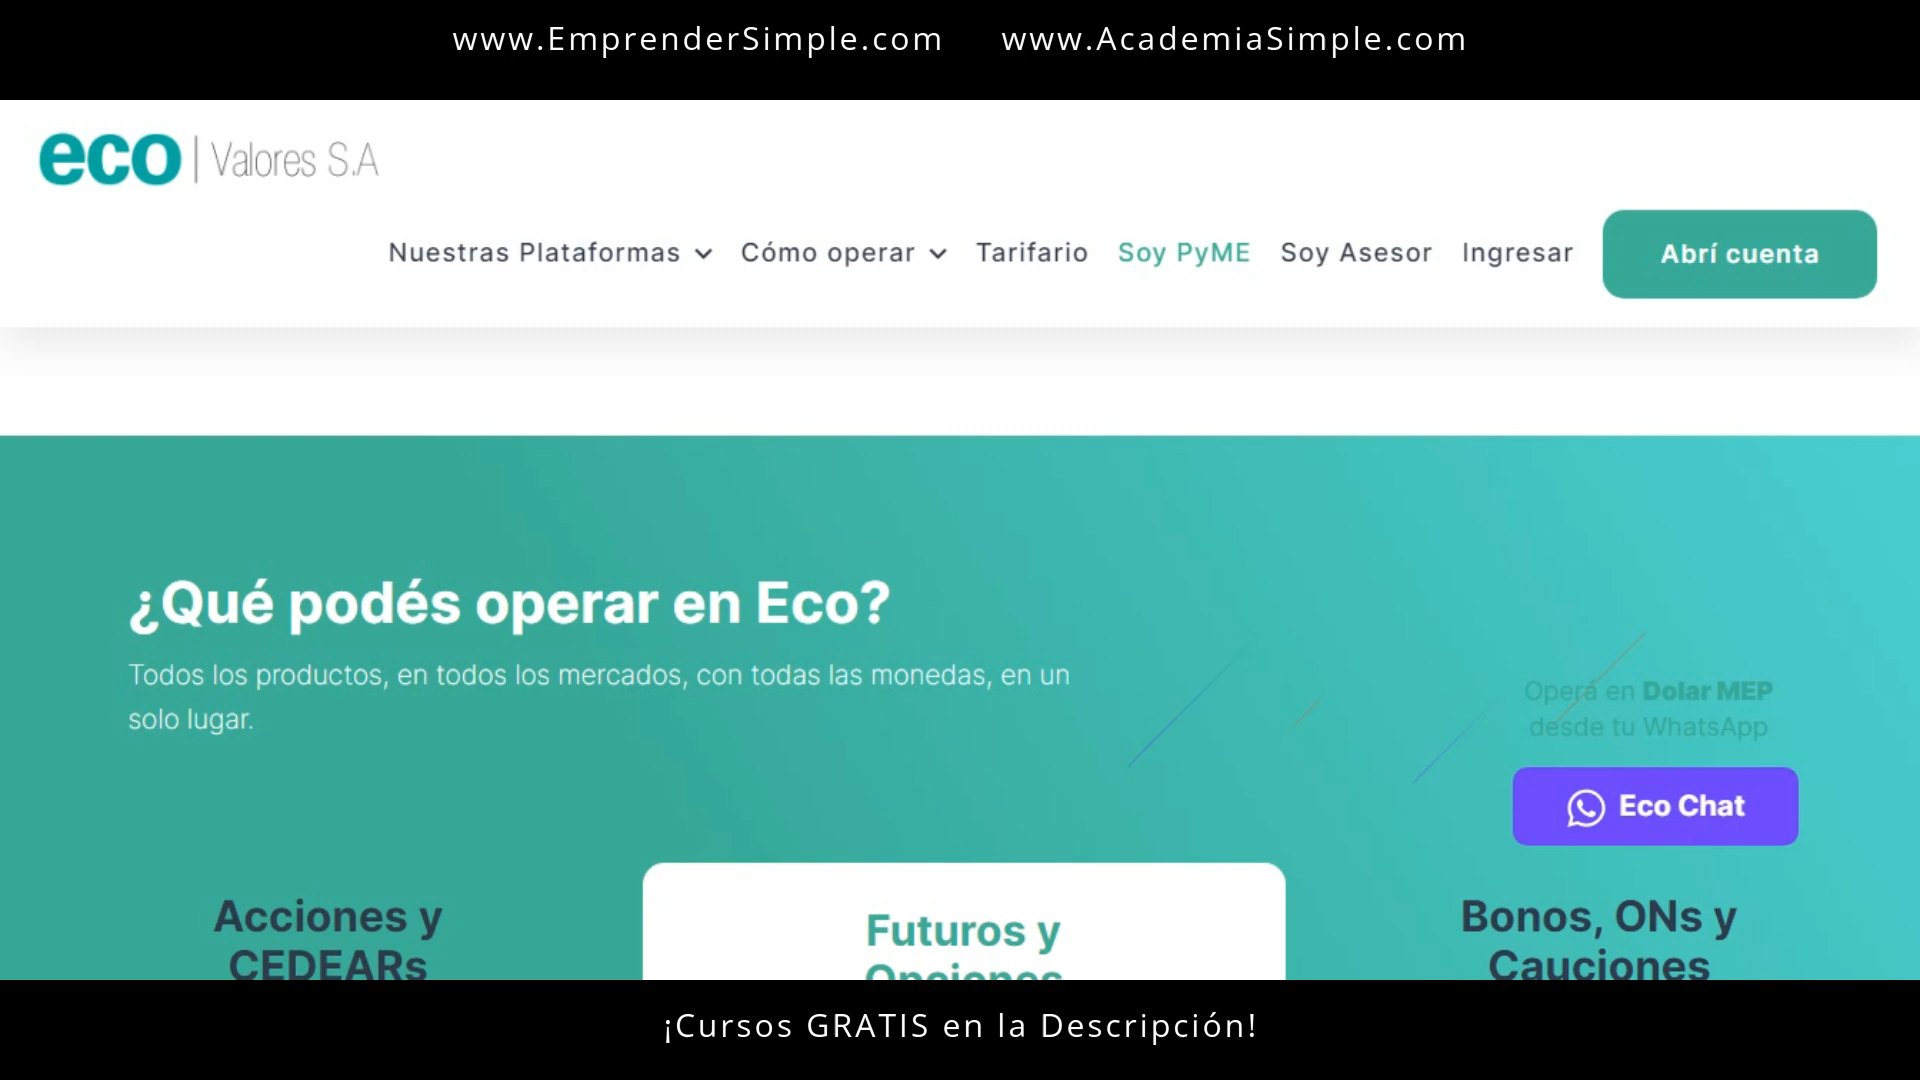 www.EmprenderSimple.com www.AcademiaSimple.com
eco | Valores S.A
Nuestras Plataformas Cómo operar Tarifario Soy PyME Soy Asesor Ingresar Abrí cuenta
¿Qué podés operar en Eco?
Todos los productos, en todos los mercados, con todas las monedas, en un
solo lugar.
Operá en Dolar MEP
desde tu WhatsApp
Eco Chat
Acciones y
CEDEARs
Futuros y
Opciones
Bonos, ONs y
Cauciones
¡Cursos GRATIS en la Descripción!